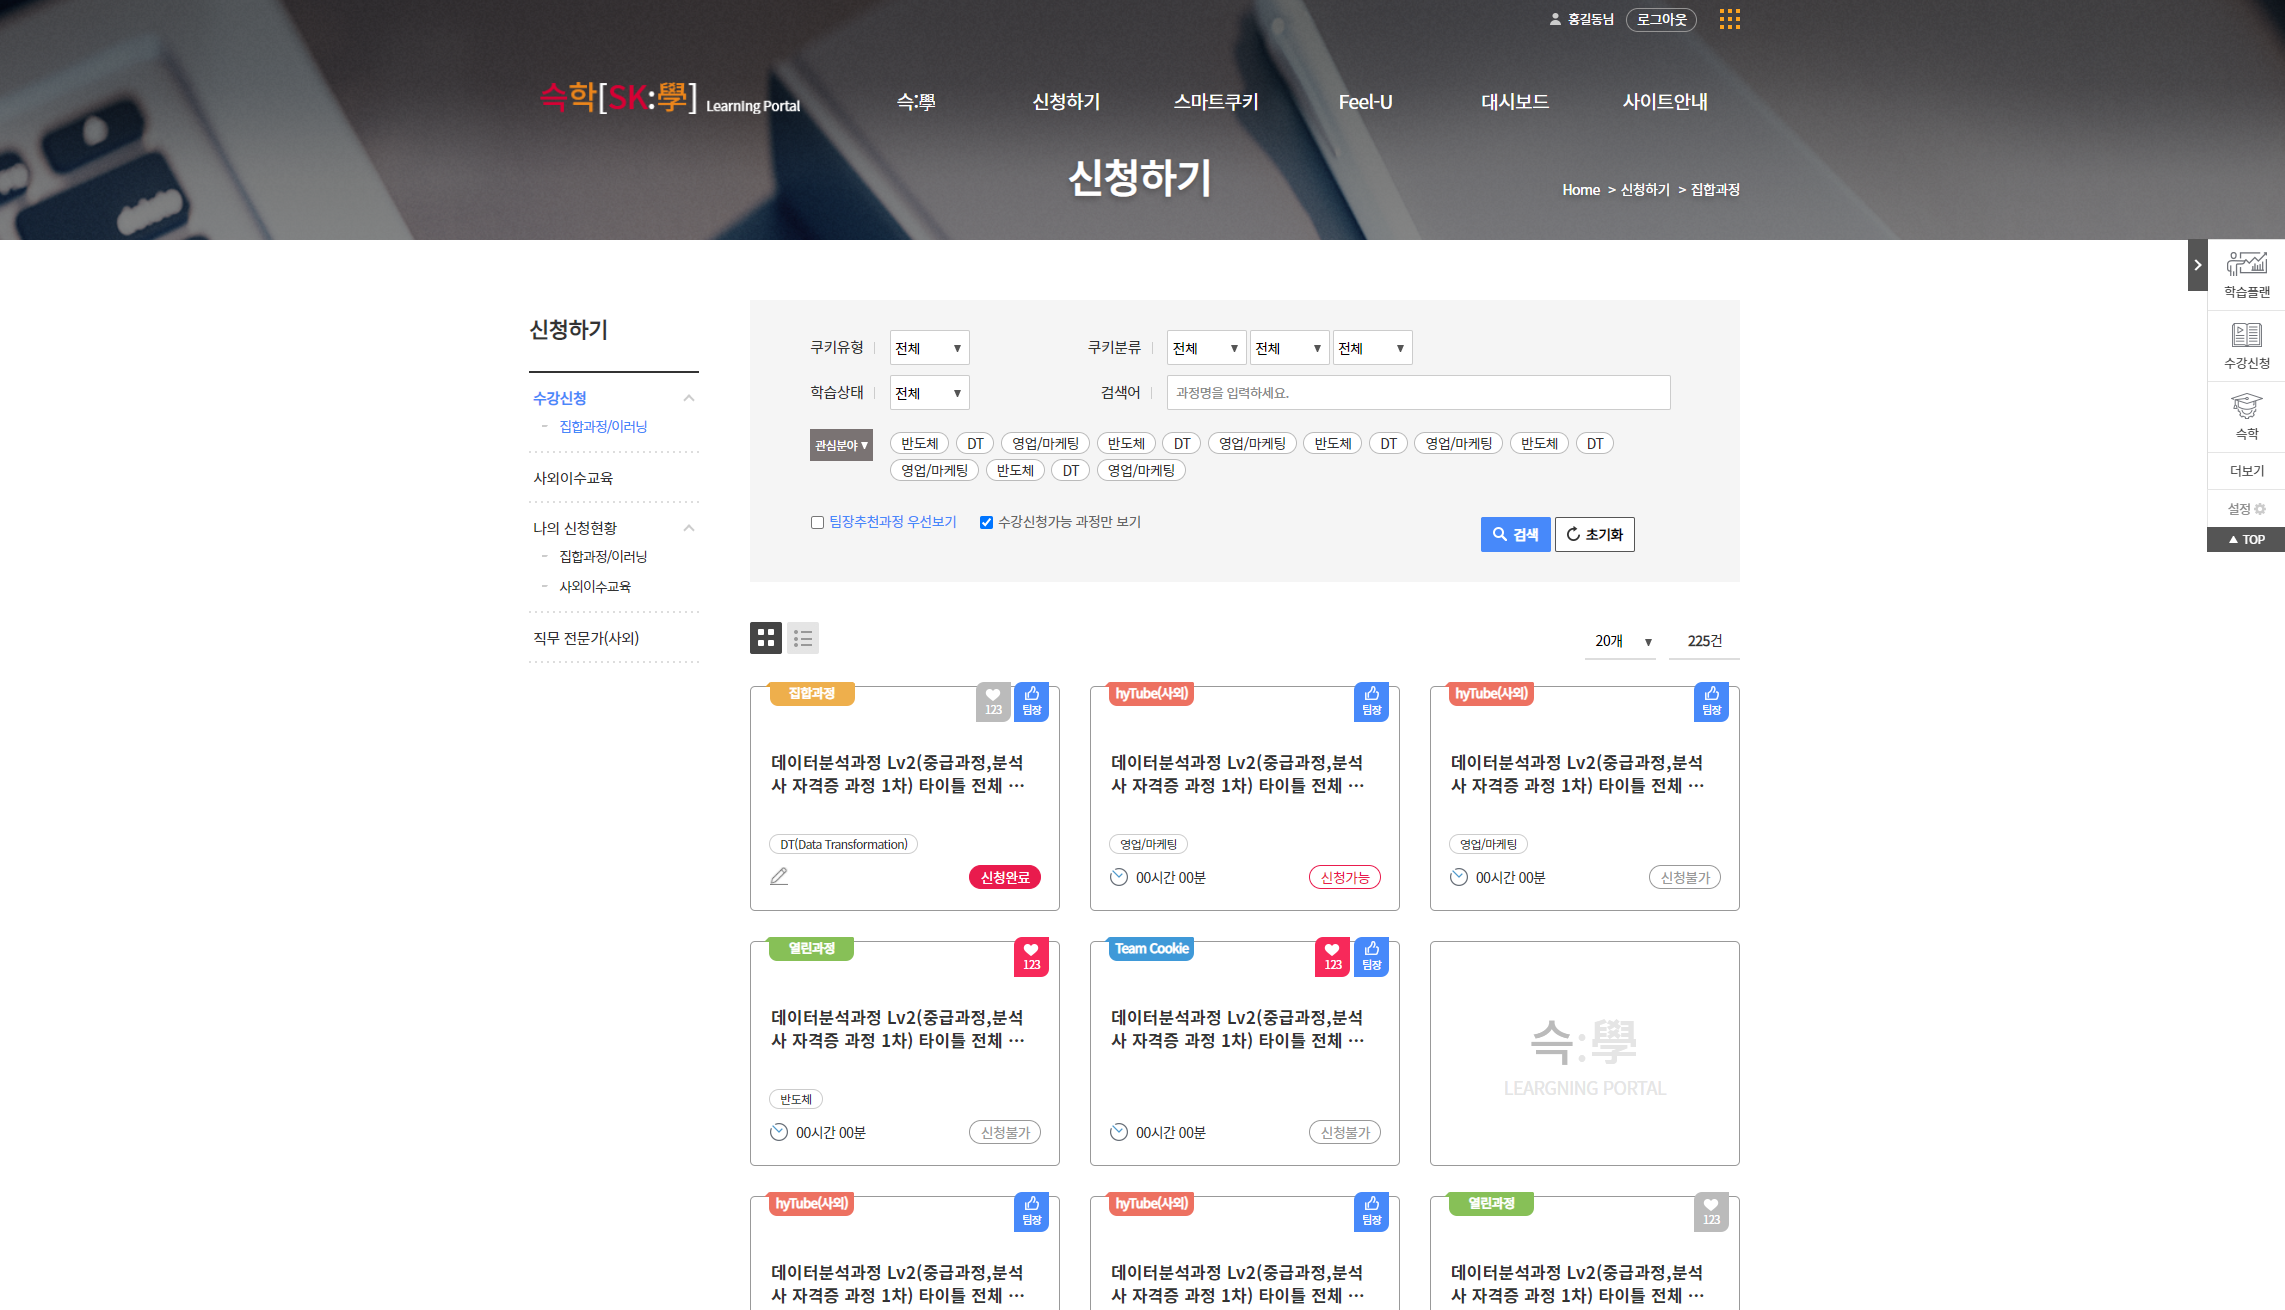 홍길동님 로그아웃
슥학[SK:學] Learning Portal
슥:學 신청하기 스마트쿠키 Feel-U 대시보드 사이트안내
신청하기
Home > 신청하기 > 집합과정
학습플랜
수강신청
슥학
더보기
설정
▲ TOP
신청하기
수강신청
- 집합과정/이러닝
사외이수교육
나의 신청현황
- 집합과정/이러닝
- 사외이수교육
직무 전문가(사외)
쿠키유형 전체 ▼ 쿠키분류 전체 ▼ 전체 ▼ 전체 ▼
학습상태 전체 ▼ 검색어 과정명을 입력하세요.
관심분야 ▼ 반도체 DT 영업/마케팅 반도체 DT 영업/마케팅 반도체 DT 영업/마케팅 반도체 DT
영업/마케팅 반도체 DT 영업/마케팅
팀장추천과정 우선보기 수강신청가능 과정만 보기
검색 초기화
20개 ▼ 225건
집합과정 123 팀장
데이터분석과정 Lv2(중급과정,분석
사 자격증 과정 1차) 타이틀 전체 …
DT(Data Transformation)
신청완료
hyTube(사외) 팀장
데이터분석과정 Lv2(중급과정,분석
사 자격증 과정 1차) 타이틀 전체 …
영업/마케팅
00시간 00분 신청가능
hyTube(사외) 팀장
데이터분석과정 Lv2(중급과정,분석
사 자격증 과정 1차) 타이틀 전체 …
영업/마케팅
00시간 00분 신청불가
열린과정 123
데이터분석과정 Lv2(중급과정,분석
사 자격증 과정 1차) 타이틀 전체 …
반도체
00시간 00분 신청불가
Team Cookie 123 팀장
데이터분석과정 Lv2(중급과정,분석
사 자격증 과정 1차) 타이틀 전체 …
00시간 00분 신청불가
슥:學
LEARGNING PORTAL
hyTube(사외) 팀장
데이터분석과정 Lv2(중급과정,분석
사 자격증 과정 1차) 타이틀 전체 …
hyTube(사외) 팀장
데이터분석과정 Lv2(중급과정,분석
사 자격증 과정 1차) 타이틀 전체 …
열린과정 123
데이터분석과정 Lv2(중급과정,분석
사 자격증 과정 1차) 타이틀 전체 …